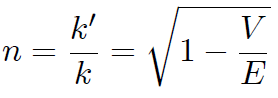 n = k′/k = √(1 − V/E)